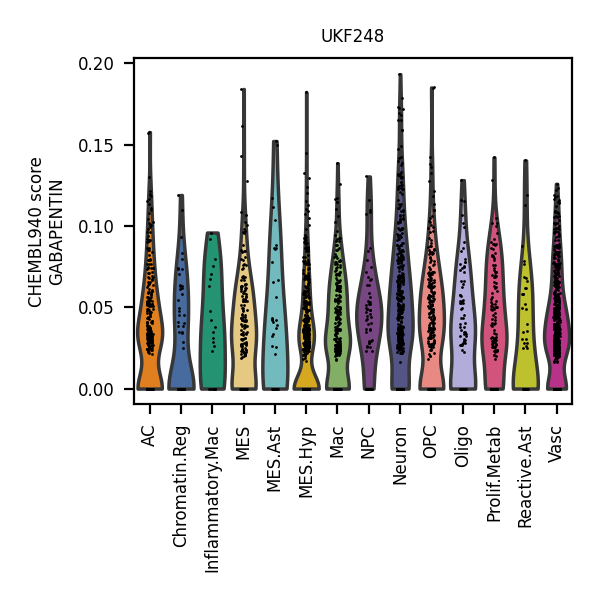 UKF248
CHEMBL940 score
GABAPENTIN
0.20
0.15
0.10
0.05
0.00
AC
Chromatin.Reg
Inflammatory.Mac
MES
MES.Ast
MES.Hyp
Mac
NPC
Neuron
OPC
Oligo
Prolif.Metab
Reactive.Ast
Vasc